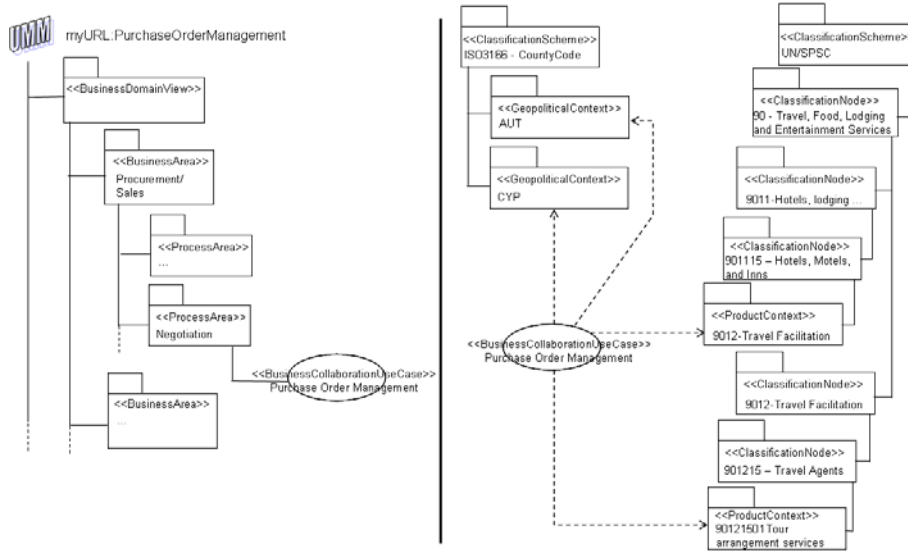 UMM
myURL:PurchaseOrderManagement
<<BusinessDomainView>>
<<BusinessArea>>
Procurement/
Sales
<<ProcessArea>>
...
<<ProcessArea>>
Negotiation
<<BusinessCollaborationUseCase>>
Purchase Order Management
<<BusinessArea>>
...
<<ClassificationScheme>>
ISO3166 - CountyCode
<<GeopoliticalContext>>
AUT
<<GeopoliticalContext>>
CYP
<<BusinessCollaborationUseCase>>
Purchase Order Management
<<ClassificationScheme>>
UN/SPSC
<<ClassificationNode>>
90 - Travel, Food, Lodging
and Entertainment Services
<<ClassificationNode>>
9011-Hotels, lodging ...
<<ClassificationNode>>
901115 – Hotels, Motels,
and Inns
<<ProductContext>>
9012-Travel Facilitation
<<ClassificationNode>>
9012-Travel Facilitation
<<ClassificationNode>>
901215 – Travel Agents
<<ProductContext>>
90121501Tour
arrangement services